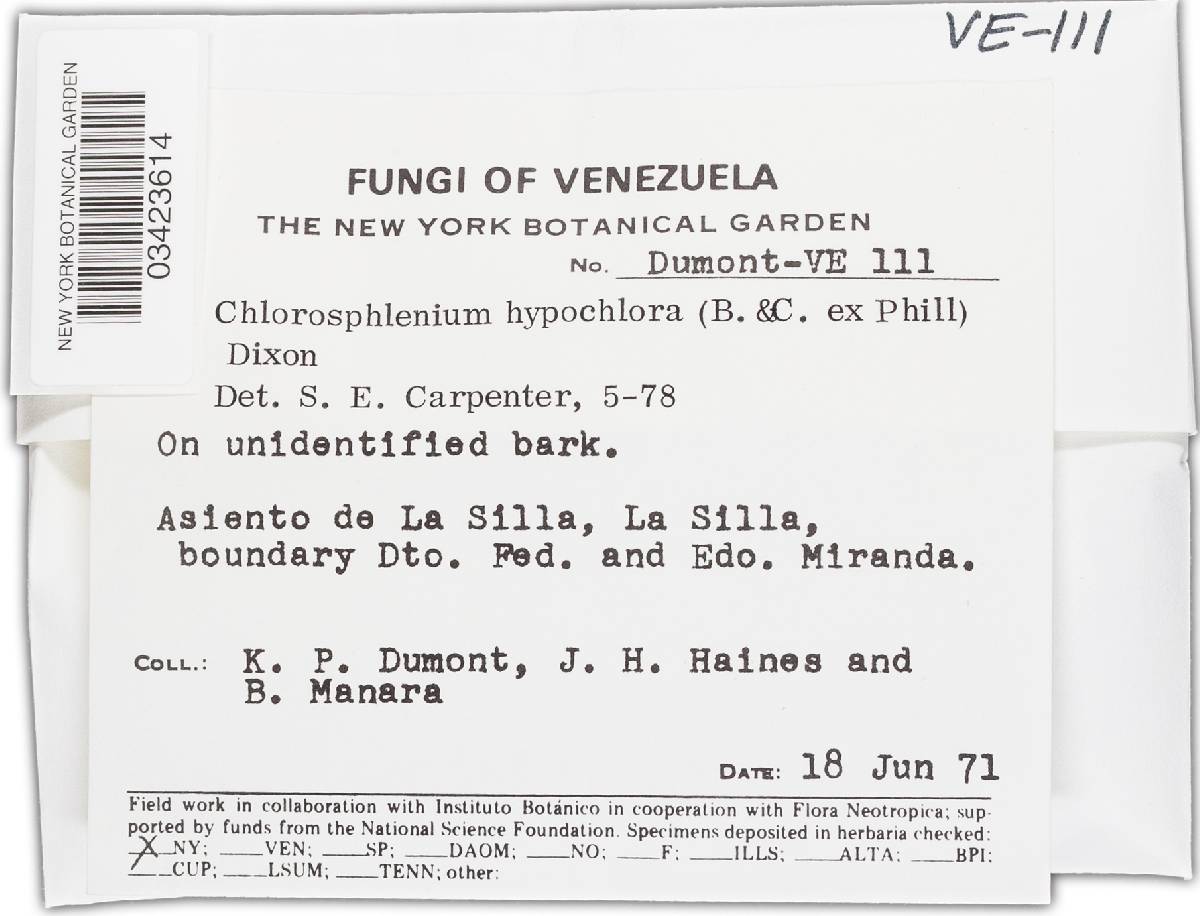 VE-111
NEW YORK BOTANICAL GARDEN
03423614
FUNGI OF VENEZUELA
THE NEW YORK BOTANICAL GARDEN
No. Dumont-VE 111
Chlorosphlenium hypochlora (B. &C. ex Phill)
Dixon
Det. S. E. Carpenter, 5-78
On unidentified bark.
Asiento de La Silla, La Silla,
boundary Dto. Fed. and Edo. Miranda.
COLL.: K. P. Dumont, J. H. Haines and
B. Manara
DATE: 18 Jun 71
Field work in collaboration with Instituto Botánico in cooperation with Flora Neotropica; sup-
ported by funds from the National Science Foundation. Specimens deposited in herbaria checked:
X NY; ___VEN; ___SP; ___DAOM; ___NO; ___F; ___ILLS; ___ALTA; ___BPI;
___CUP; ___LSUM; ___TENN; other: